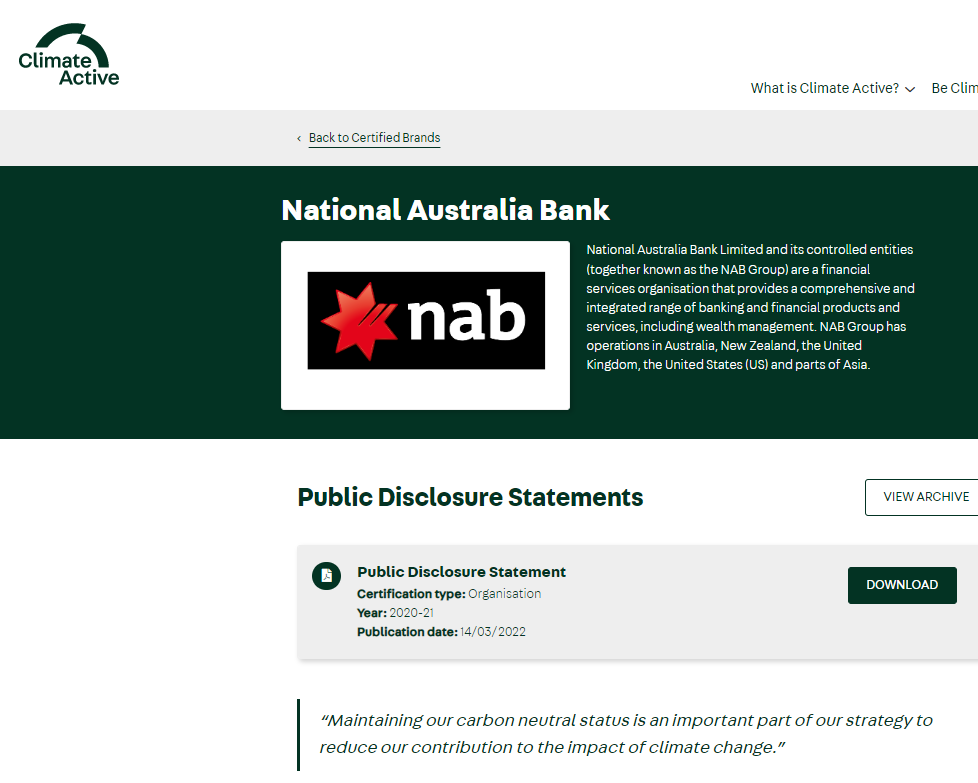 Climate
Active
What is Climate Active?
Be Clim
‹ Back to Certified Brands
National Australia Bank
nab
National Australia Bank Limited and its controlled entities
(together known as the NAB Group) are a financial
services organisation that provides a comprehensive and
integrated range of banking and financial products and
services, including wealth management. NAB Group has
operations in Australia, New Zealand, the United
Kingdom, the United States (US) and parts of Asia.
Public Disclosure Statements
VIEW ARCHIVE
Public Disclosure Statement
Certification type: Organisation
Year: 2020-21
Publication date: 14/03/2022
DOWNLOAD
“Maintaining our carbon neutral status is an important part of our strategy to
reduce our contribution to the impact of climate change.”